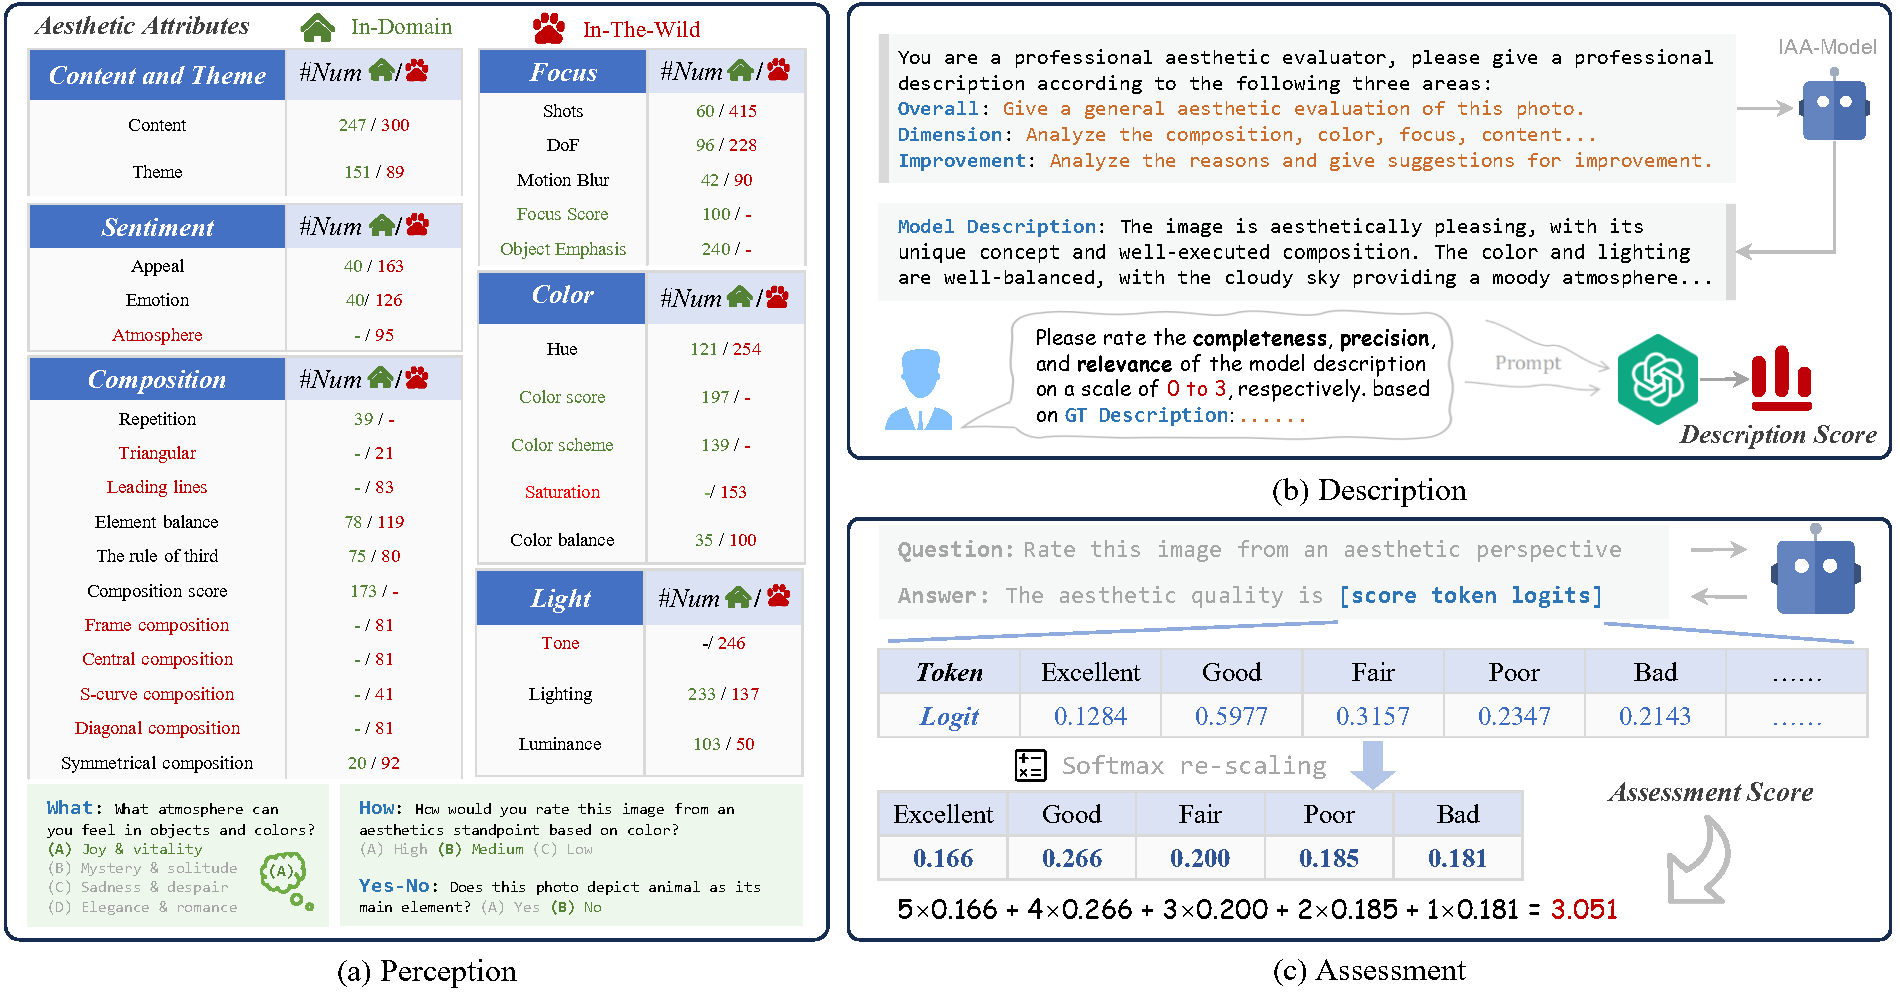 Aesthetic Attributes In-Domain In-The-Wild
Content and Theme #Num /
Content 247 / 300
Theme 151 / 89
Sentiment #Num /
Appeal 40 / 163
Emotion 40/ 126
Atmosphere - / 95
Composition #Num /
Repetition 39 / -
Triangular - / 21
Leading lines - / 83
Element balance 78 / 119
The rule of third 75 / 80
Composition score 173 / -
Frame composition - / 81
Central composition - / 81
S-curve composition - / 41
Diagonal composition - / 81
Symmetrical composition 20 / 92
Focus #Num /
Shots 60 / 415
DoF 96 / 228
Motion Blur 42 / 90
Focus Score 100 / -
Object Emphasis 240 / -
Color #Num /
Hue 121 / 254
Color score 197 / -
Color scheme 139 / -
Saturation -/ 153
Color balance 35 / 100
Light #Num /
Tone -/ 246
Lighting 233 / 137
Luminance 103 / 50
What: What atmosphere can
you feel in objects and colors?
(A) Joy & vitality
(B) Mystery & solitude
(C) Sadness & despair
(D) Elegance & romance
(A)
How: How would you rate this image from an
aesthetics standpoint based on color?
(A) High (B) Medium (C) Low
Yes-No: Does this photo depict animal as its
main element? (A) Yes (B) No
(a) Perception
You are a professional aesthetic evaluator, please give a professional
description according to the following three areas:
Overall: Give a general aesthetic evaluation of this photo.
Dimension: Analyze the composition, color, focus, content...
Improvement: Analyze the reasons and give suggestions for improvement.
IAA-Model
Model Description: The image is aesthetically pleasing, with its
unique concept and well-executed composition. The color and lighting
are well-balanced, with the cloudy sky providing a moody atmosphere...
Please rate the completeness, precision,
and relevance of the model description
on a scale of 0 to 3, respectively. based
on GT Description: ......
Prompt
Description Score
(b) Description
Question: Rate this image from an aesthetic perspective
Answer: The aesthetic quality is [score token logits]
Token Excellent Good Fair Poor Bad ......
Logit 0.1284 0.5977 0.3157 0.2347 0.2143 ......
Softmax re-scaling
Excellent Good Fair Poor Bad
0.166 0.266 0.200 0.185 0.181
Assessment Score
5×0.166 + 4×0.266 + 3×0.200 + 2×0.185 + 1×0.181 = 3.051
(c) Assessment